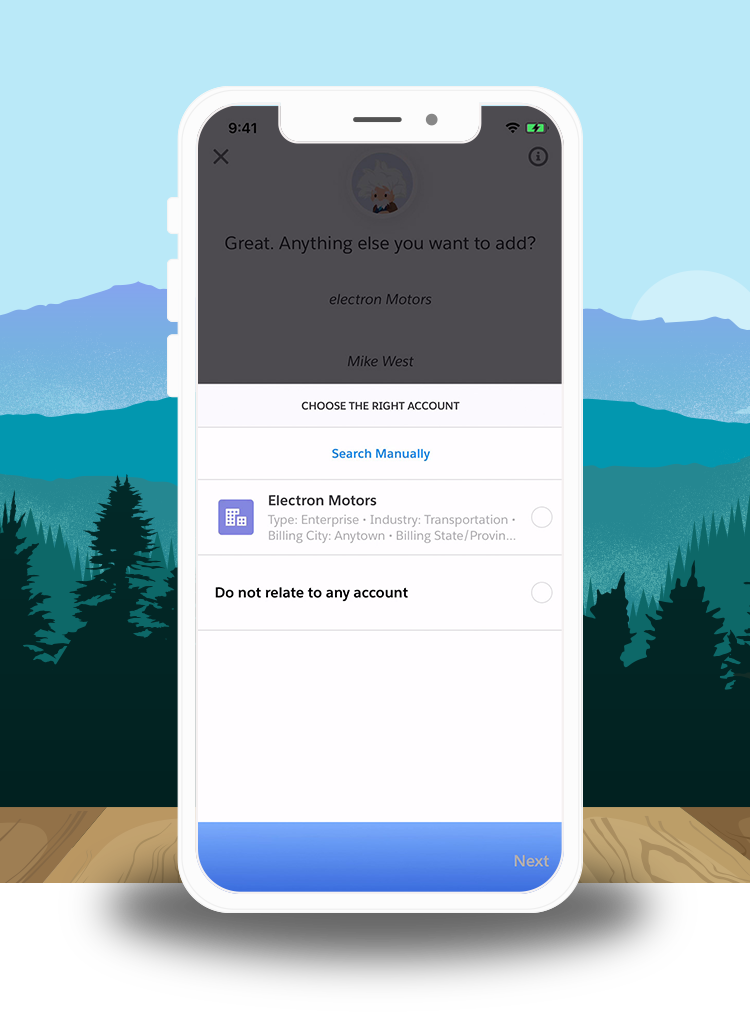 9:41
Great. Anything else you want to add?
electron Motors
Mike West
CHOOSE THE RIGHT ACCOUNT
Search Manually
Electron Motors
Type: Enterprise • Industry: Transportation •
Billing City: Anytown • Billing State/Provin...
Do not relate to any account
Next